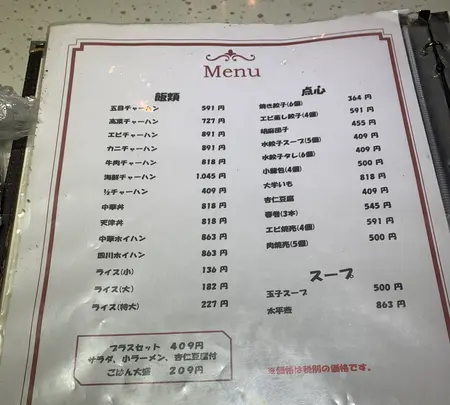 Menu
飯類
五目チャーハン 591 円
高菜チャーハン 727 円
エビチャーハン 891 円
カニチャーハン 891 円
牛肉チャーハン 818 円
海鮮チャーハン 1.045 円
½チャーハン 409 円
中華丼 818 円
天津丼 818 円
中華ホイハン 863 円
四川ホイハン 863 円
ライス(小) 136 円
ライス(大) 182 円
ライス(特大) 227 円
プラスセット 409円
サラダ、小ラーメン、杏仁豆腐付
ごはん大盛 209円
点心
焼き餃子(6個) 364 円
エビ蒸し餃子(4個) 591 円
胡麻団子 455 円
水餃子スープ(5個) 409 円
水餃子タレ(6個) 409 円
小籠包(4個) 500 円
大学いも 818 円
杏仁豆腐 409 円
春巻(3本) 545 円
エビ焼売(4個) 591 円
肉焼売(5個) 500 円
スープ
玉子スープ 500 円
太平燕 863 円
※価格は税別の価格です。